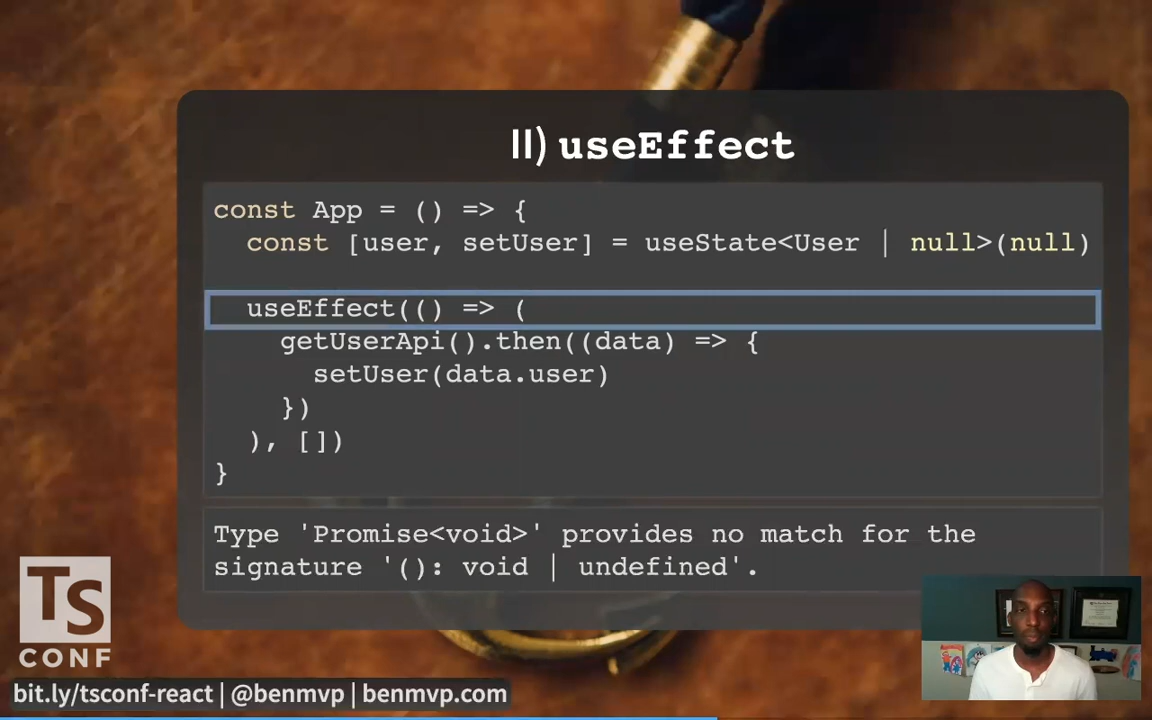 II) useEffect
const App = () => {
const [user, setUser] = useState<User | null>(null)
useEffect(() => (
getUserApi().then((data) => {
setUser(data.user)
})
), [])
}
Type 'Promise<void>' provides no match for the
signature '(): void | undefined'.
TS
CONF
bit.ly/tsconf-react | @benmvp | benmvp.com